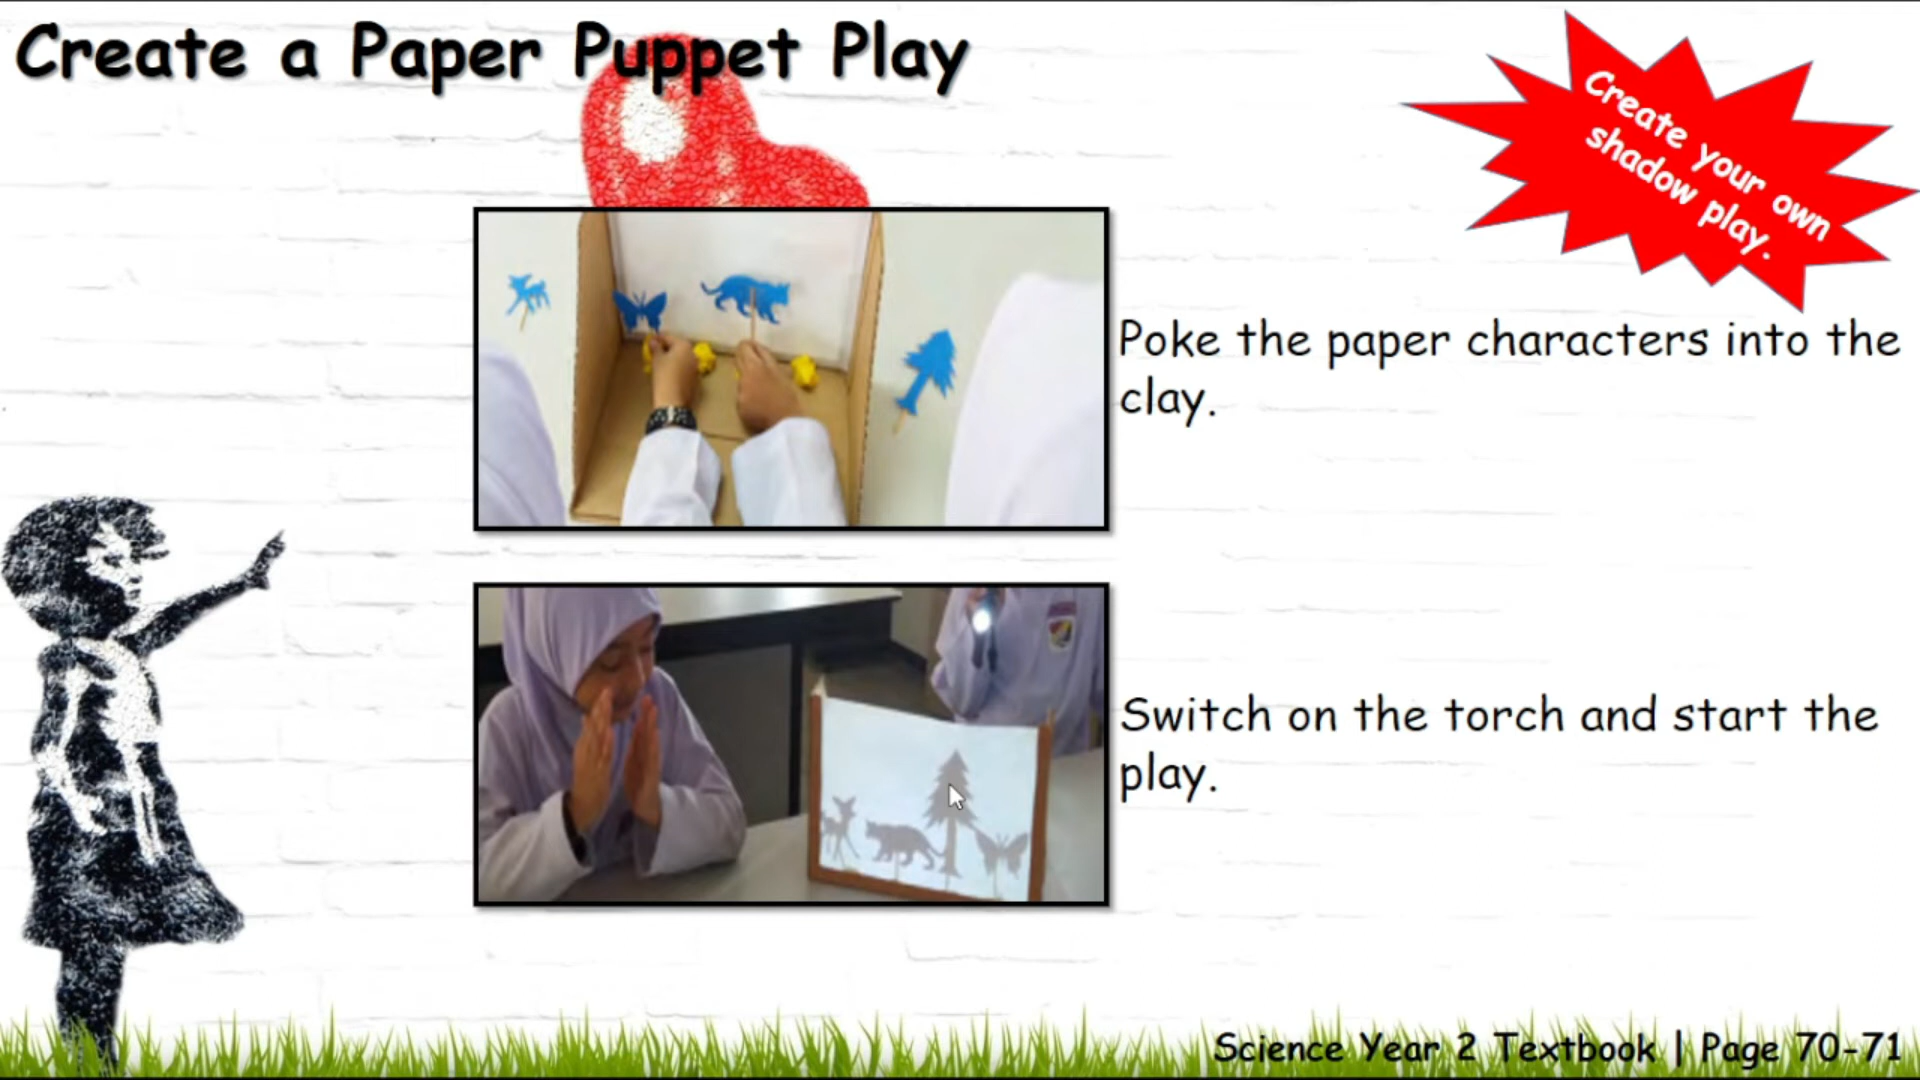 Create a Paper Puppet Play
Create your own
shadow play.
Poke the paper characters into the
clay.
Switch on the torch and start the
play.
Science Year 2 Textbook | Page 70-71